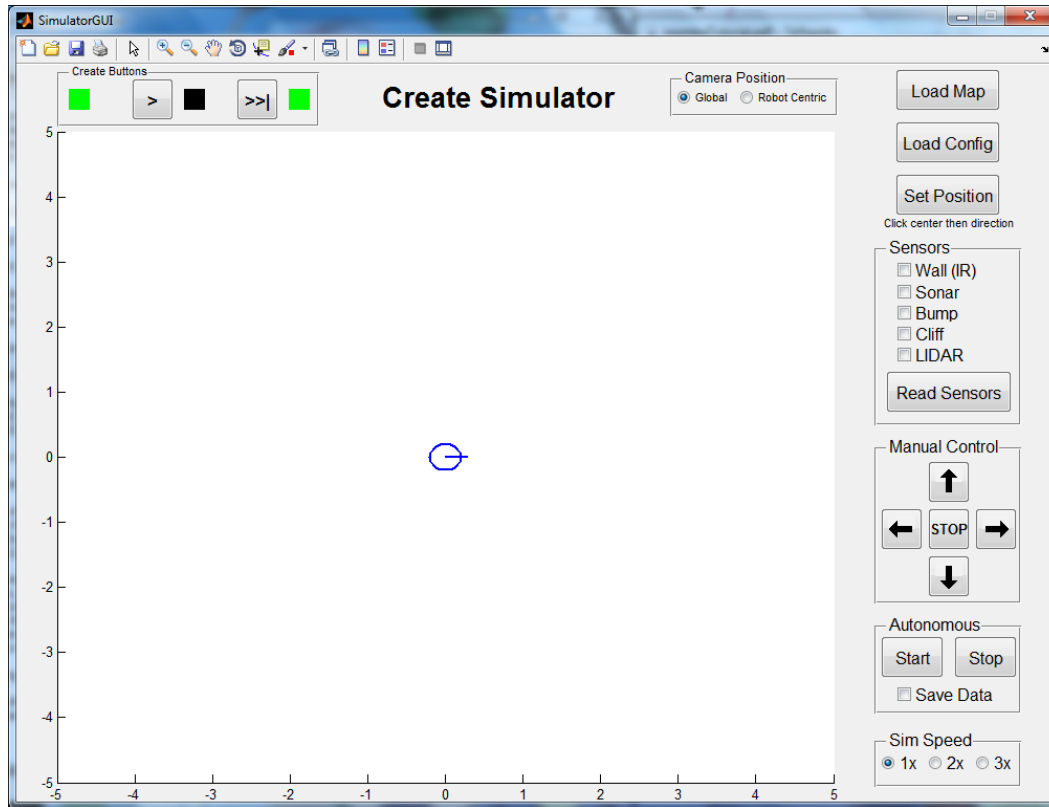 SimulatorGUI
Create Buttons
>
>>|
Create Simulator
Camera Position
Global
Robot Centric
Load Map
Load Config
Set Position
Click center then direction
Sensors
Wall (IR)
Sonar
Bump
Cliff
LIDAR
Read Sensors
Manual Control
STOP
Autonomous
Start
Stop
Save Data
Sim Speed
1x
2x
3x
5
4
3
2
1
0
-1
-2
-3
-4
-5
-5
-4
-3
-2
-1
0
1
2
3
4
5